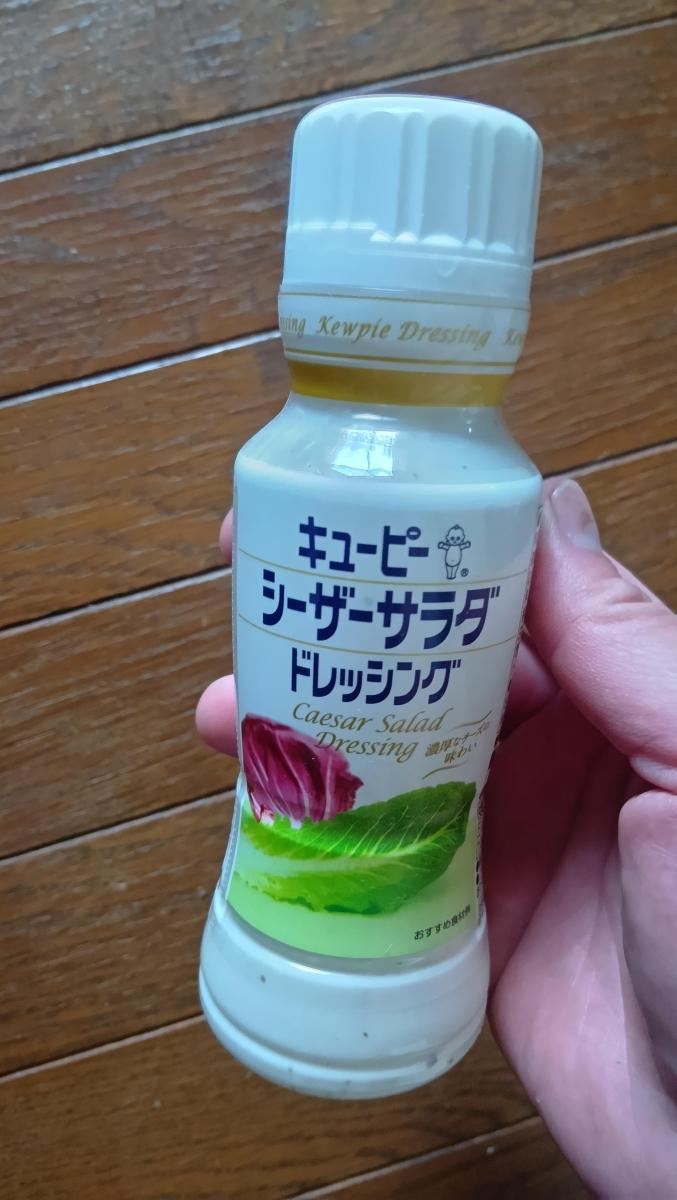 Kewpie Dressing
キューピー
®
シーザーサラダ
ドレッシング
Caesar Salad
Dressing
濃厚なチーズの
味わい
おすすめ食材例